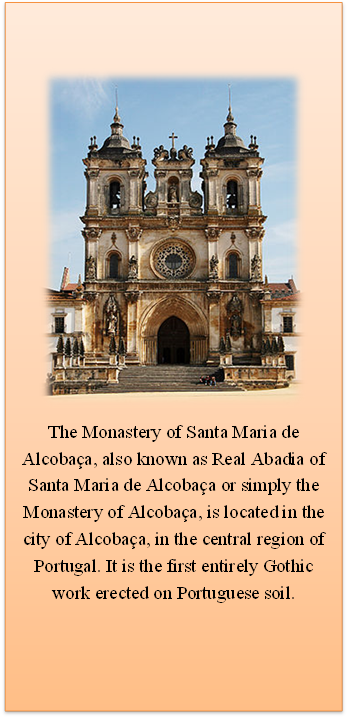 The Monastery of Santa Maria de
Alcobaça, also known as Real Abadia of
Santa Maria de Alcobaça or simply the
Monastery of Alcobaça, is located in the
city of Alcobaça, in the central region of
Portugal. It is the first entirely Gothic
work erected on Portuguese soil.